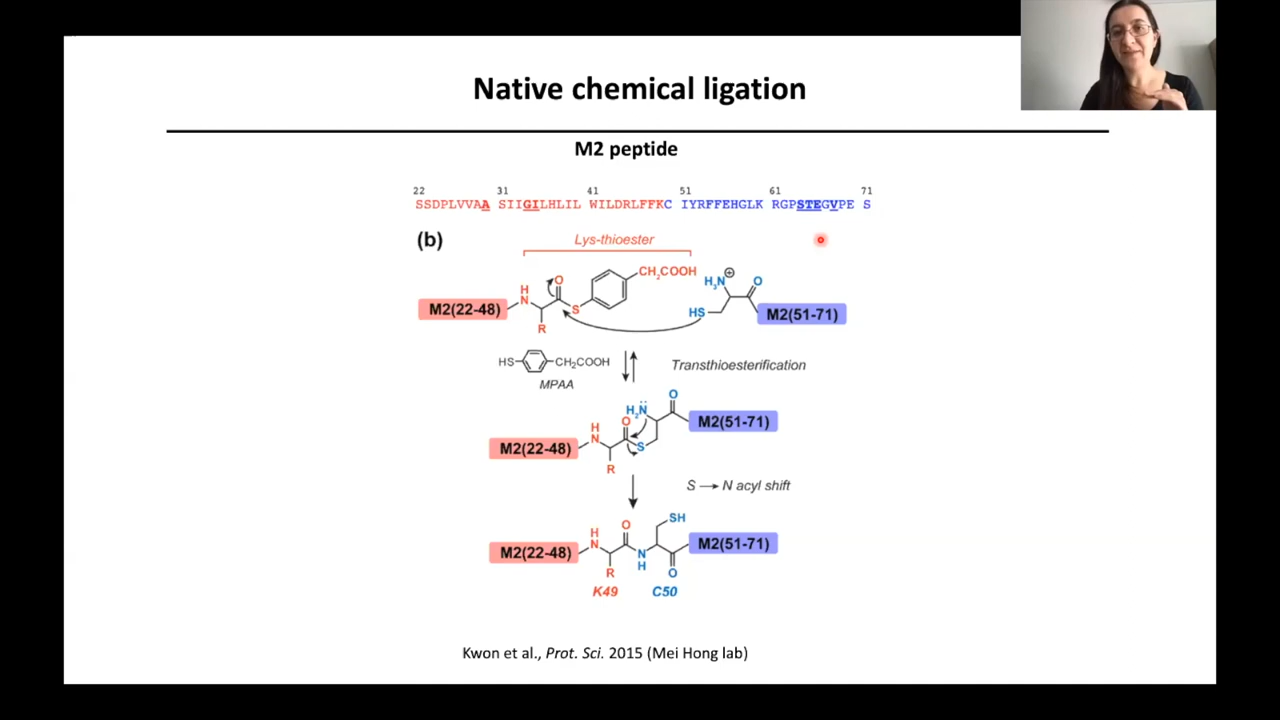 Native chemical ligation
M2 peptide
22 31 41 51 61 71
SSDPLVVAA SIIGILHLIL WILDRLFFKC IYRFFEHGLK RGPSTEGVPE S
(b)
Lys-thioester
H
N
O
S
R
CH₂COOH
H₃N⊕
O
HS
M2(22-48)
M2(51-71)
HS CH₂COOH
MPAA
Transthioesterification
H₂N
O
M2(51-71)
H
N
O
S
R
M2(22-48)
S → N acyl shift
SH
H
N
O
M2(51-71)
M2(22-48)
N
H
R
O
K49 C50
Kwon et al., Prot. Sci. 2015 (Mei Hong lab)